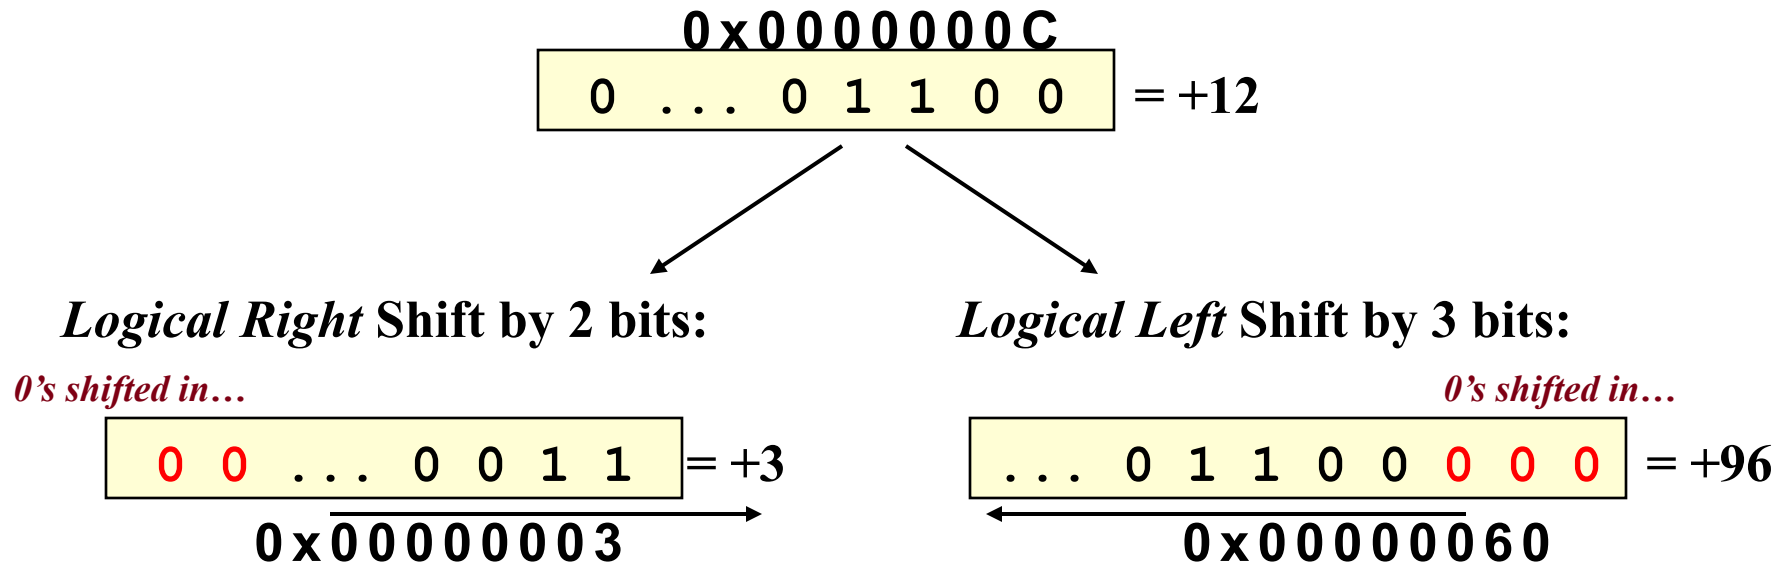 0x0000000C
0 ... 0 1 1 0 0 = +12
Logical Right Shift by 2 bits:
Logical Left Shift by 3 bits:
0’s shifted in…
0’s shifted in…
0 0 ... 0 0 1 1 = +3
... 0 1 1 0 0 0 0 0 = +96
0x00000003
0x00000060